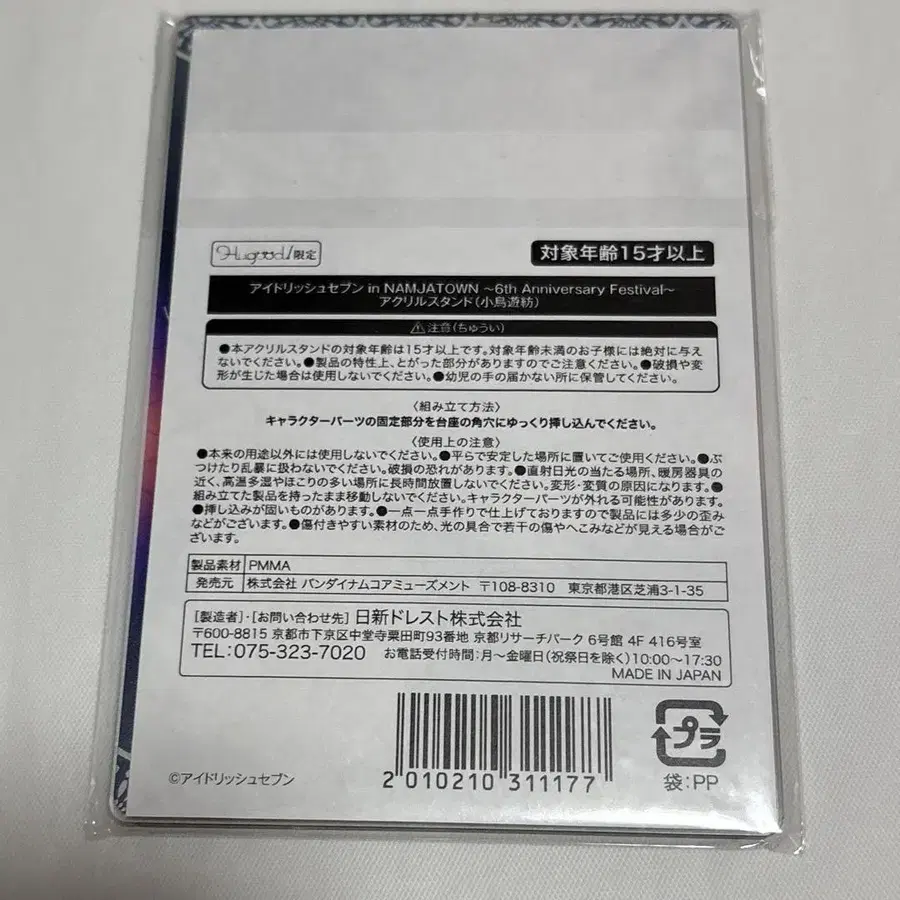 Hugood!限定
対象年齢15才以上
アイドリッシュセブン in NAMJATOWN ～6th Anniversary Festival～
アクリルスタンド(小鳥遊紡)
⚠注意(ちゅうい)
●本アクリルスタンドの対象年齢は15才以上です。対象年齢未満のお子様には絶対に与え
ないでください。●製品の特性上、とがった部分がありますのでご注意ください。●破損や変
形が生じた場合は使用しないでください。●幼児の手の届かない所に保管してください。
〈組み立て方法〉
キャラクターパーツの固定部分を台座の角穴にゆっくり挿し込んでください。
〈使用上の注意〉
●本来の用途以外には使用しないでください。●平らで安定した場所に置いてご使用ください。●ぶ
つけたり乱暴に扱わないでください。破損の恐れがあります。●直射日光の当たる場所、暖房器具の
近く、高温多湿やほこりの多い場所に長時間放置しないでください。変形・変質の原因になります。●
組み立てた製品を持ったまま移動しないでください。キャラクターパーツが外れる可能性があります。
●挿し込みが固いものがあります。●一点一点手作りで仕上げておりますので製品には多少の歪み
などがございます。●傷付きやすい素材のため、光の具合で若干の傷やへこみなどが見える場合がご
ざいます。
製品素材 PMMA
発売元 株式会社 バンダイナムコアミューズメント 〒108-8310 東京都港区芝浦3-1-35
[製造者]・[お問い合わせ先] 日新ドレスト株式会社
〒600-8815 京都市下京区中堂寺粟田町93番地 京都リサーチパーク 6号館 4F 416号室
TEL:075-323-7020 お電話受付時間:月～金曜日(祝祭日を除く)10:00～17:30
MADE IN JAPAN
©アイドリッシュセブン
2 010210 311177
プラ
袋:PP